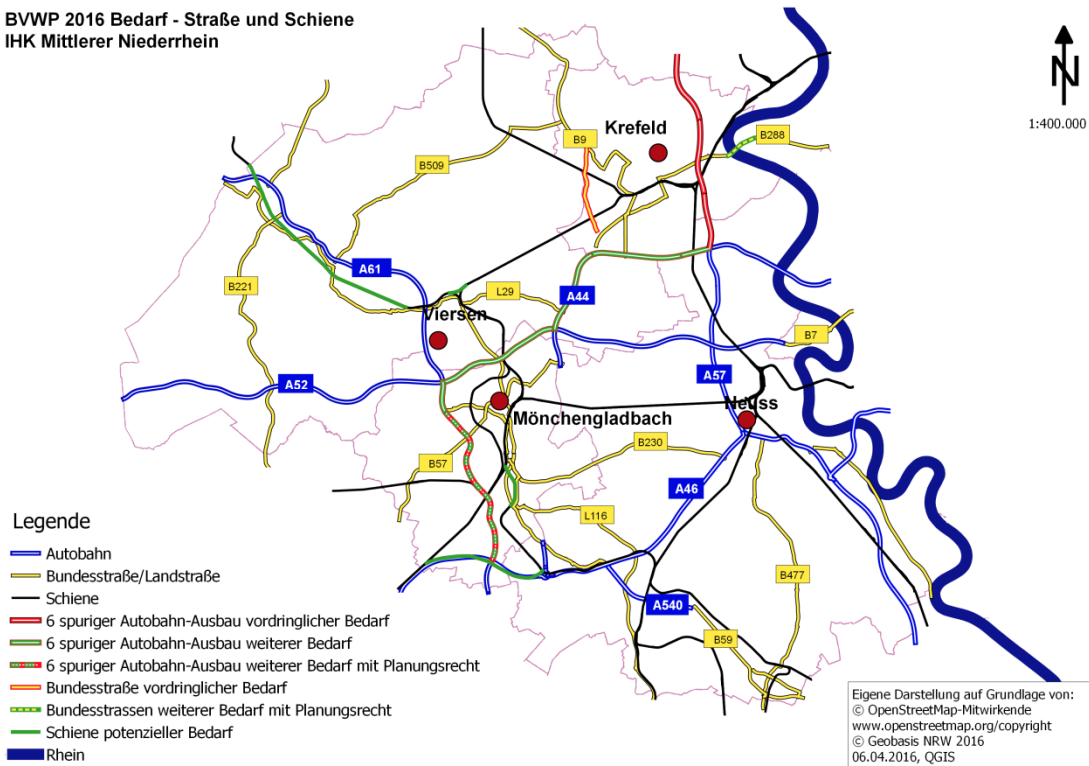 BVWP 2016 Bedarf - Straße und Schiene
IHK Mittlerer Niederrhein
N
1:400.000
Krefeld
B9
B288
B509
A61
B221
L29
A44
Viersen
B7
A57
A52
Neuss
Mönchengladbach
B230
B57
A46
L116
B477
A540
B59
Legende
Autobahn
Bundesstraße/Landstraße
Schiene
6 spuriger Autobahn-Ausbau vordringlicher Bedarf
6 spuriger Autobahn-Ausbau weiterer Bedarf
6 spuriger Autobahn-Ausbau weiterer Bedarf mit Planungsrecht
Bundesstraße vordringlicher Bedarf
Bundesstrassen weiterer Bedarf mit Planungsrecht
Schiene potenzieller Bedarf
Rhein
Eigene Darstellung auf Grundlage von:
© OpenStreetMap-Mitwirkende
www.openstreetmap.org/copyright
© Geobasis NRW 2016
06.04.2016, QGIS